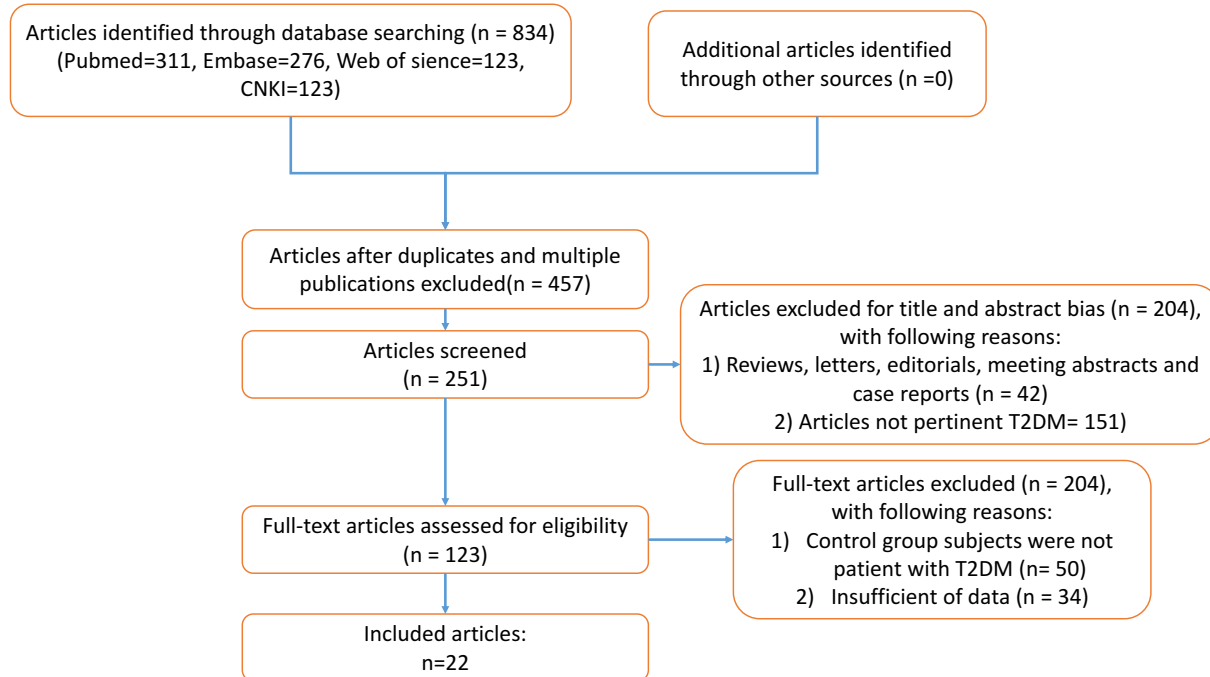 Articles identified through database searching (n = 834)
(Pubmed=311, Embase=276, Web of sience=123,
CNKI=123)
Additional articles identified
through other sources (n =0)
Articles after duplicates and multiple
publications excluded(n = 457)
Articles screened
(n = 251)
Articles excluded for title and abstract bias (n = 204),
with following reasons:
1) Reviews, letters, editorials, meeting abstracts and
case reports (n = 42)
2) Articles not pertinent T2DM= 151)
Full-text articles assessed for eligibility
(n = 123)
Full-text articles excluded (n = 204),
with following reasons:
1) Control group subjects were not
patient with T2DM (n= 50)
2) Insufficient of data (n = 34)
Included articles:
n=22